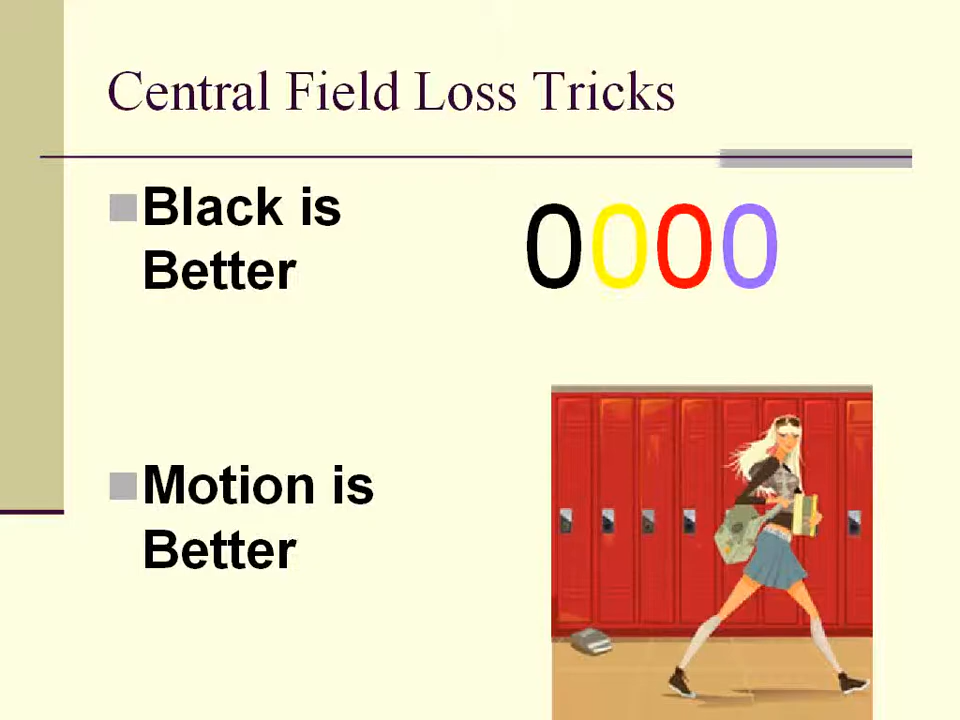 Central Field Loss Tricks
Black is
Better
0000
Motion is
Better